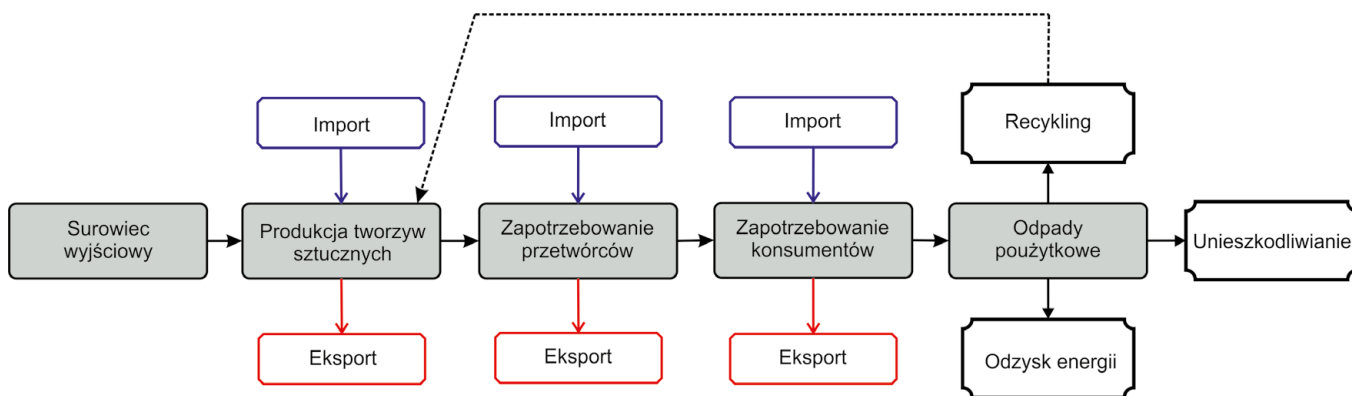 Import
Import
Import
Recykling
Surowiec
wyjściowy
Produkcja tworzyw
sztucznych
Zapotrzebowanie
przetwórców
Zapotrzebowanie
konsumentów
Odpady
poużytkowe
Unieszkodliwianie
Eksport
Eksport
Eksport
Odzysk energii